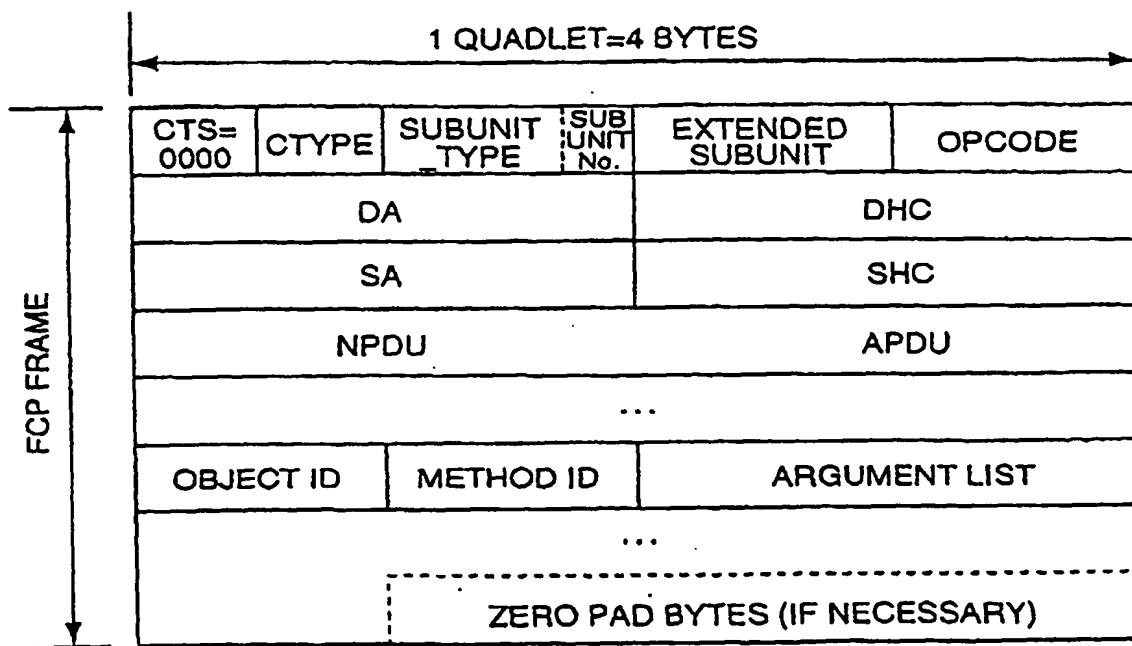 1 QUADLET=4 BYTES
CTS=
0000
CTYPE
SUBUNIT
_TYPE
SUB
UNIT
No.
EXTENDED
SUBUNIT
OPCODE
DA
DHC
SA
SHC
FCP FRAME
NPDU
APDU
...
OBJECT ID
METHOD ID
ARGUMENT LIST
...
ZERO PAD BYTES (IF NECESSARY)